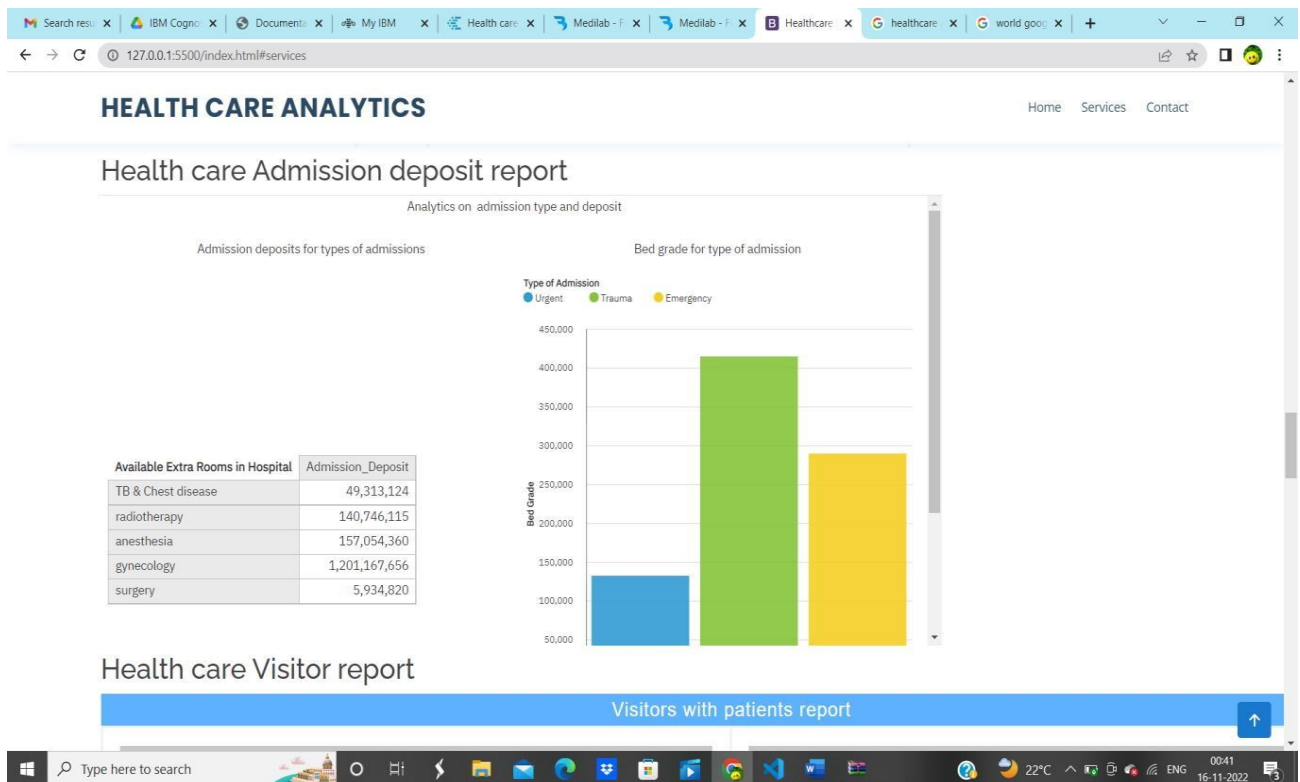 Search resu
IBM Cogno
Documenta
My IBM
Health care
Medilab - F
Medilab - F
Healthcare
healthcare
world goog
127.0.0.1:5500/index.html#services
HEALTH CARE ANALYTICS
Home Services Contact
Health care Admission deposit report
Analytics on admission type and deposit
Admission deposits for types of admissions
Bed grade for type of admission
Type of Admission
Urgent Trauma Emergency
450,000
400,000
350,000
300,000
250,000
200,000
150,000
100,000
50,000
Bed Grade
Available Extra Rooms in Hospital Admission_Deposit
TB & Chest disease 49,313,124
radiotherapy 140,746,115
anesthesia 157,054,360
gynecology 1,201,167,656
surgery 5,934,820
Health care Visitor report
Visitors with patients report
Type here to search
22°C ENG
00:41
16-11-2022